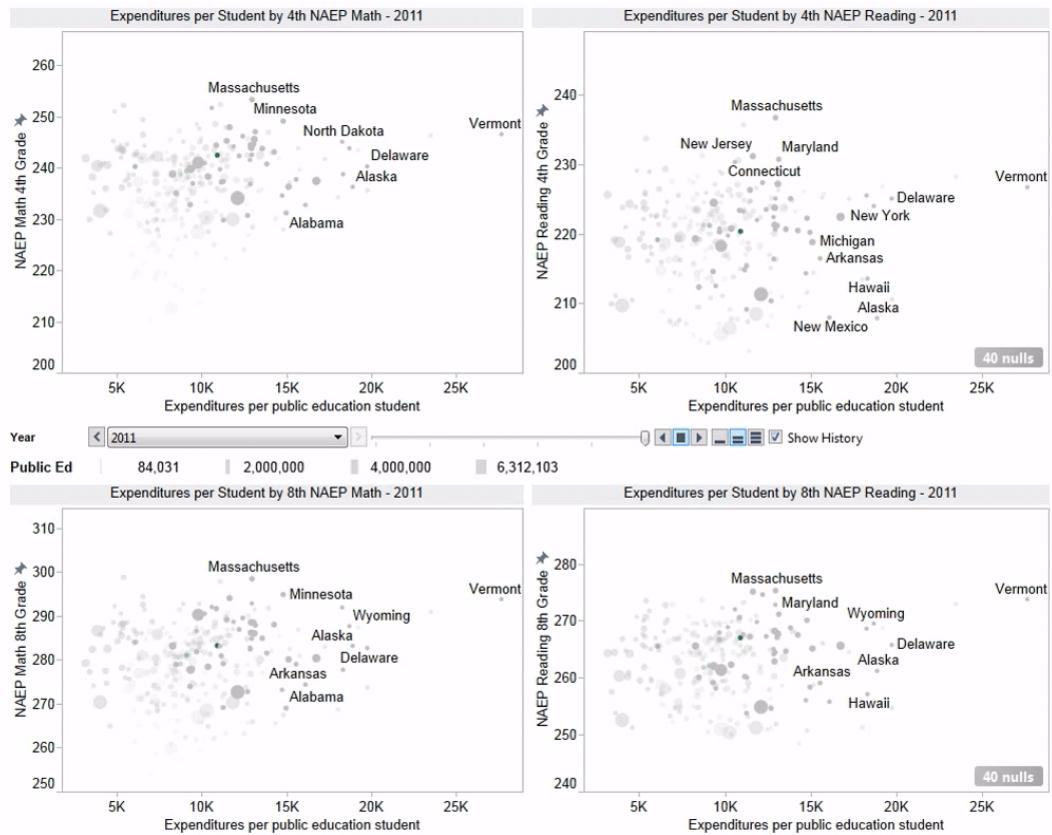 Expenditures per Student by 4th NAEP Math - 2011
NAEP Math 4th Grade
260
250
240
230
220
210
200
Massachusetts
Minnesota
North Dakota
Vermont
Delaware
Alaska
Alabama
5K 10K 15K 20K 25K
Expenditures per public education student
Expenditures per Student by 4th NAEP Reading - 2011
NAEP Reading 4th Grade
240
230
220
210
200
Massachusetts
New Jersey
Maryland
Connecticut
Vermont
Delaware
New York
Michigan
Arkansas
Hawaii
Alaska
New Mexico
40 nulls
5K 10K 15K 20K 25K
Expenditures per public education student
Year
2011
Show History
Public Ed 84,031 2,000,000 4,000,000 6,312,103
Expenditures per Student by 8th NAEP Math - 2011
NAEP Math 8th Grade
310
300
290
280
270
260
250
Massachusetts
Minnesota
Vermont
Wyoming
Alaska
Delaware
Arkansas
Alabama
5K 10K 15K 20K 25K
Expenditures per public education student
Expenditures per Student by 8th NAEP Reading - 2011
NAEP Reading 8th Grade
280
270
260
250
240
Massachusetts
Vermont
Maryland
Wyoming
Delaware
Alaska
Arkansas
Hawaii
40 nulls
5K 10K 15K 20K 25K
Expenditures per public education student